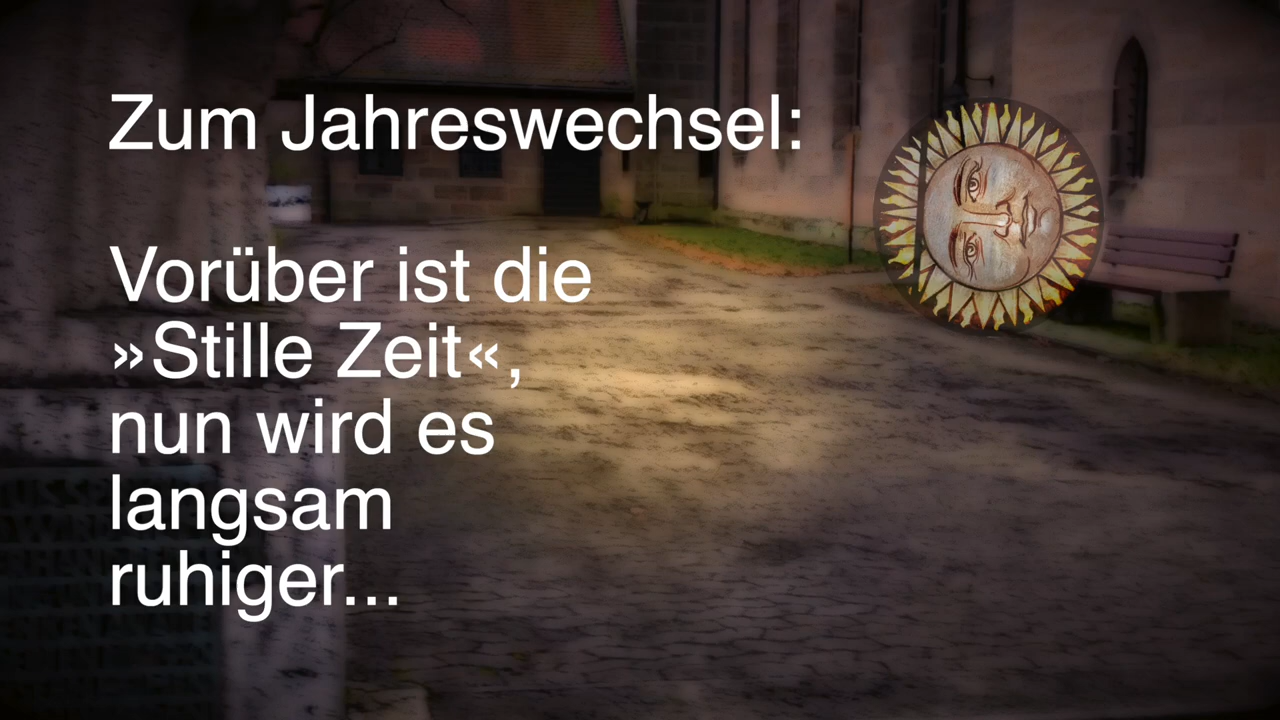 Zum Jahreswechsel:
Vorüber ist die
»Stille Zeit«,
nun wird es
langsam
ruhiger...